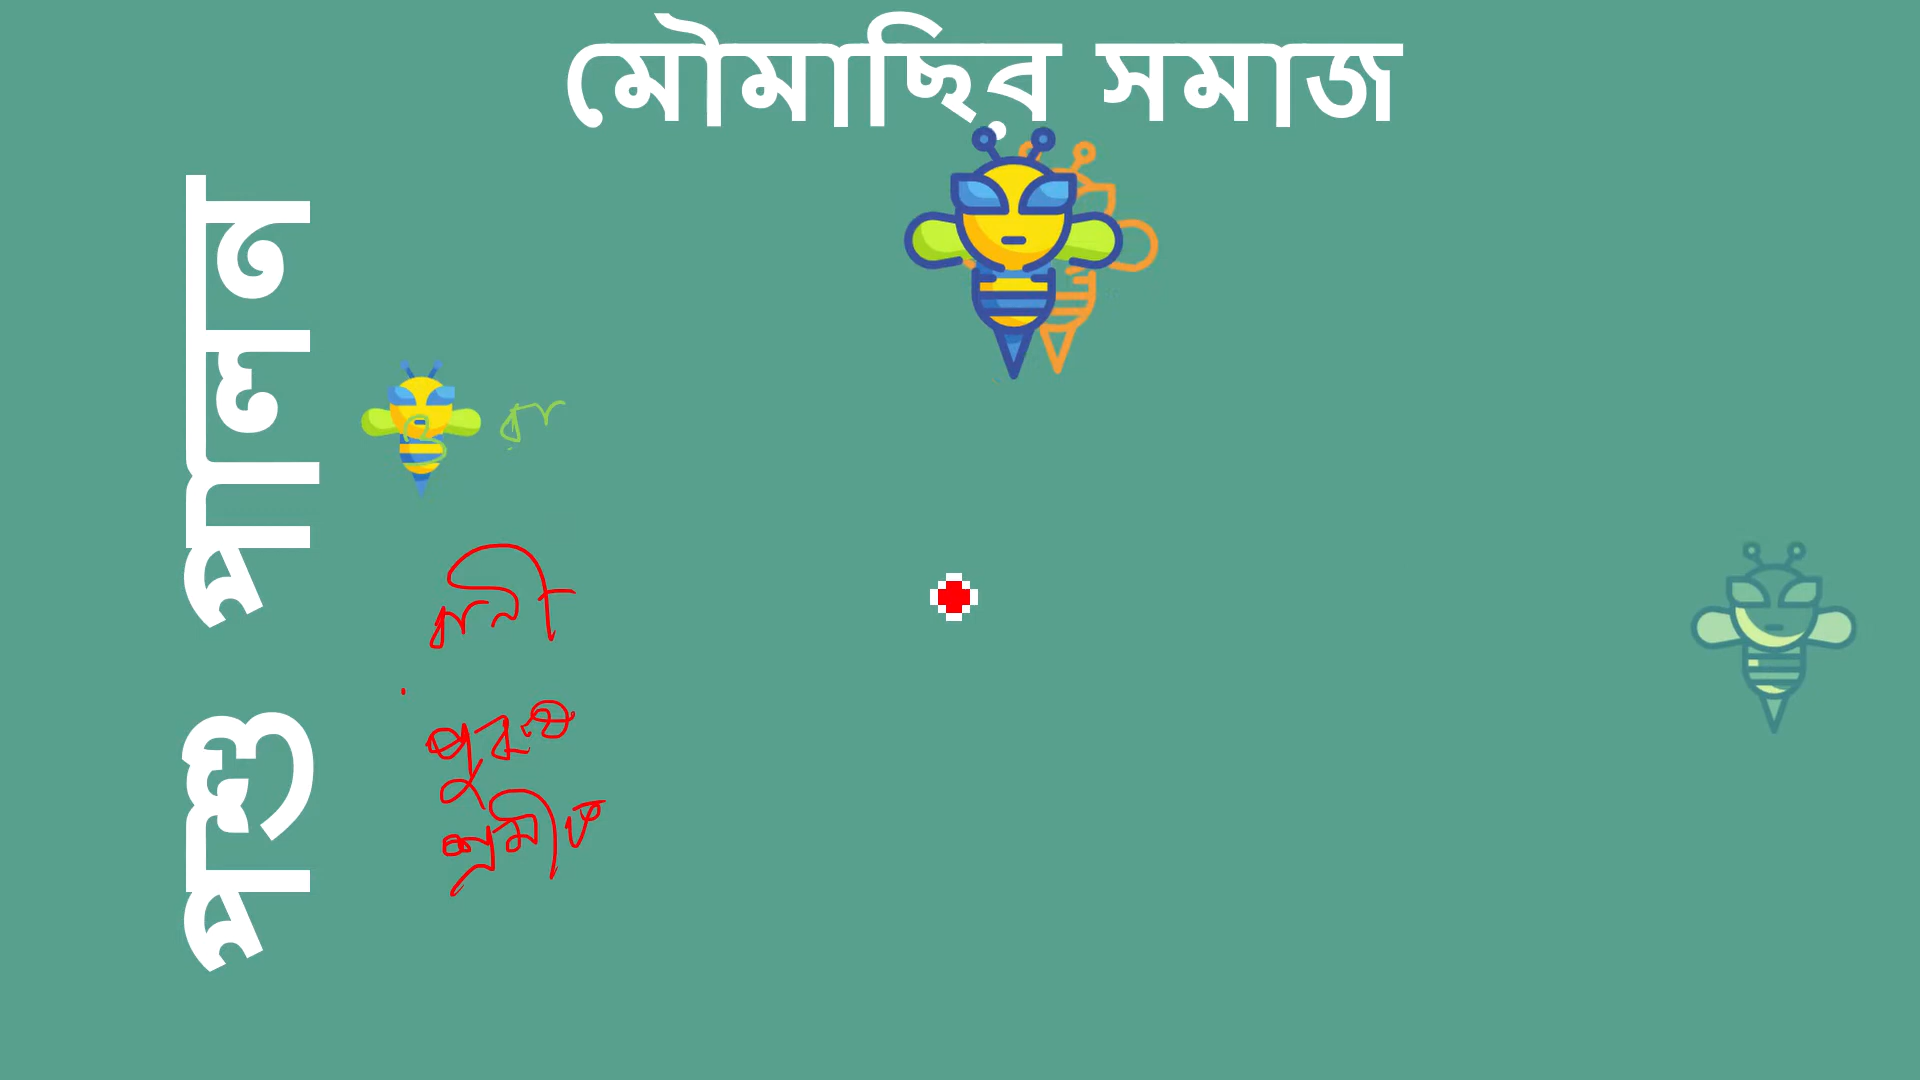 মৌমাছির সমাজ
পশু পালন
রানী
পুরুষ
শ্রমিক